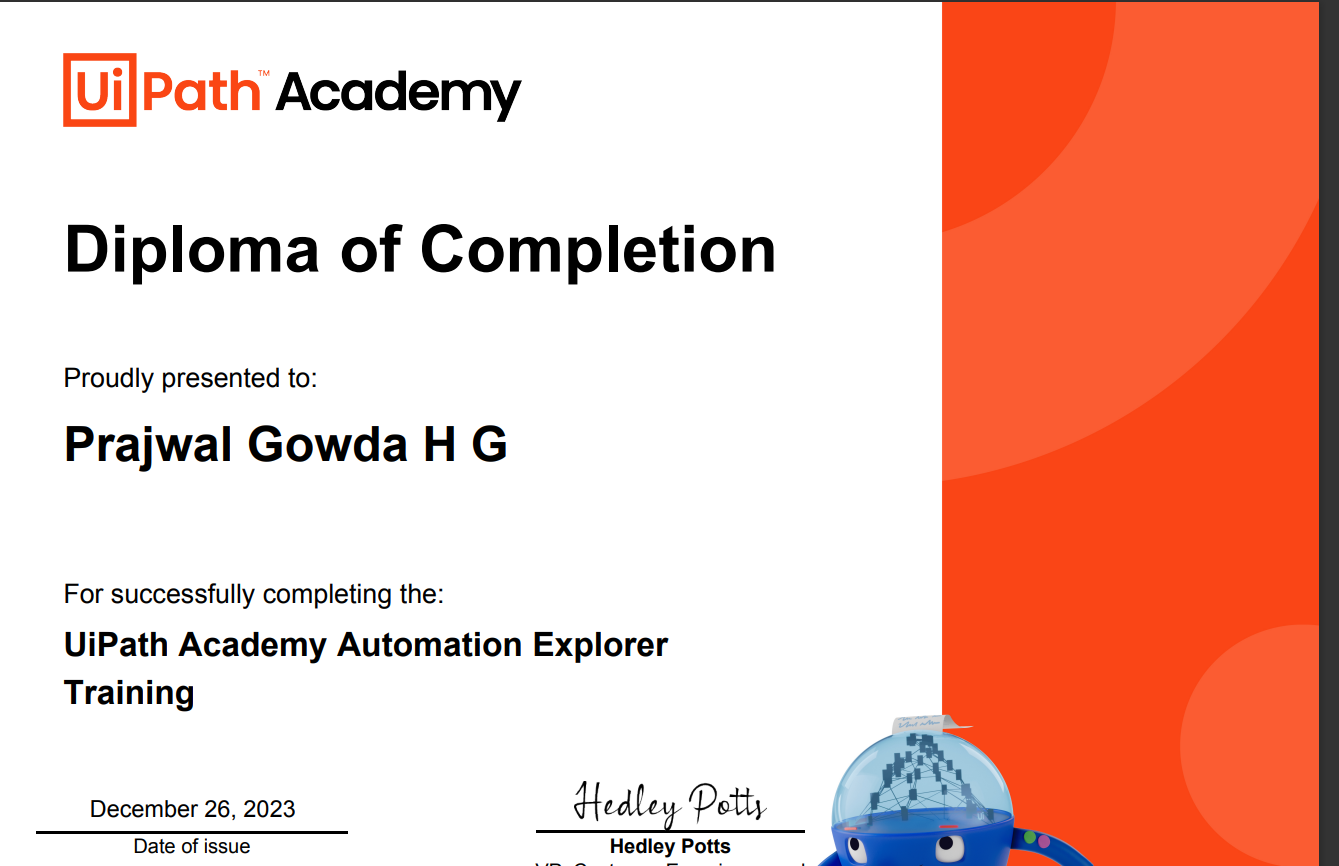 UiPath™ Academy
Diploma of Completion
Proudly presented to:
Prajwal Gowda H G
For successfully completing the:
UiPath Academy Automation Explorer
Training
December 26, 2023
Date of issue
Hedley Potts
Hedley Potts